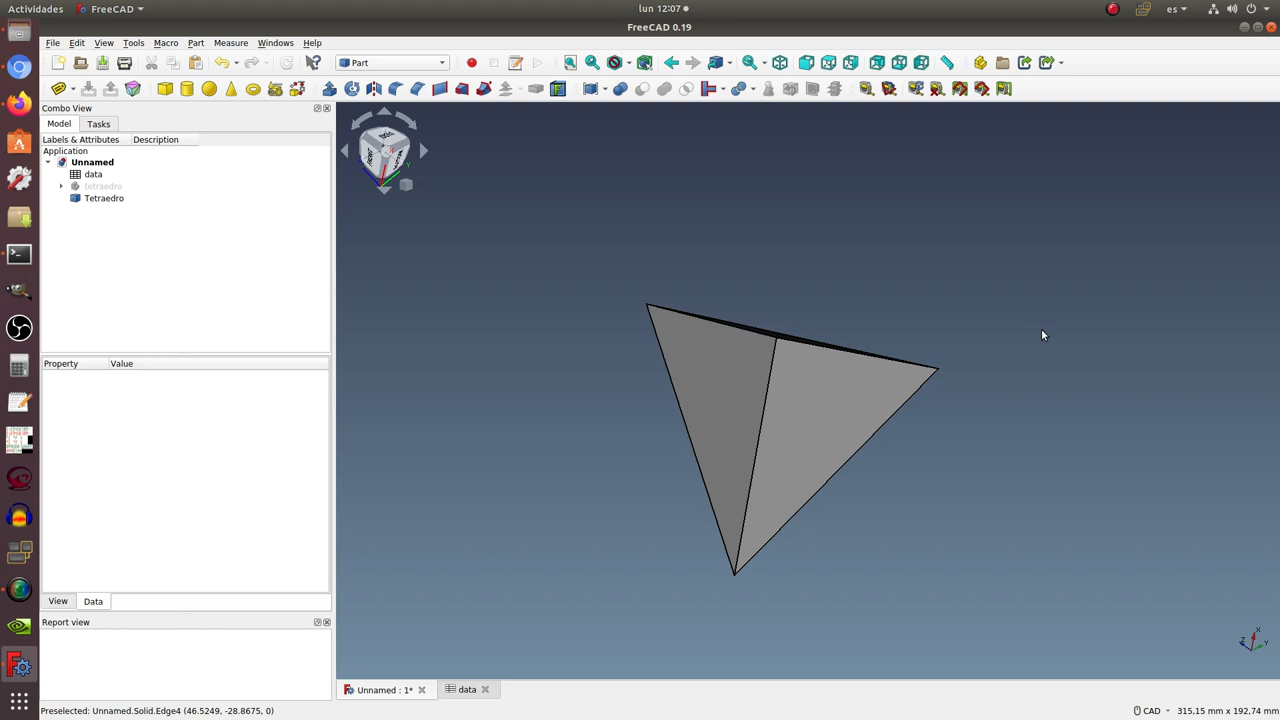 Actividades FreeCAD lun 12:07 es
FreeCAD 0.19
File Edit View Tools Macro Part Measure Windows Help
Part
Combo View
Model Tasks
Labels & Attributes Description
Application
Unnamed
data
tetraedro
Tetraedro
Property Value
View Data
Report view
Unnamed : 1* data
Preselected: Unnamed.Solid.Edge4 (46.5249, -28.8675, 0) CAD 315,15 mm x 192,74 mm
X
Z Y
Y